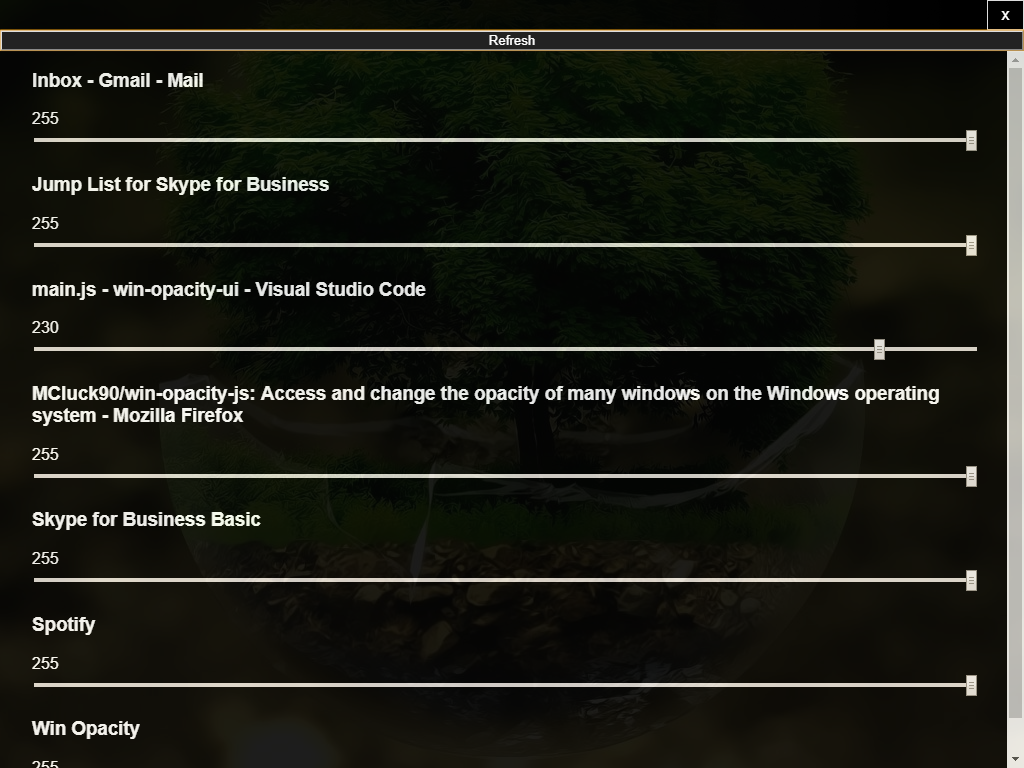 X
Refresh
Inbox - Gmail - Mail
255
Jump List for Skype for Business
255
main.js - win-opacity-ui - Visual Studio Code
230
MCluck90/win-opacity-js: Access and change the opacity of many windows on the Windows operating
system - Mozilla Firefox
255
Skype for Business Basic
255
Spotify
255
Win Opacity
255